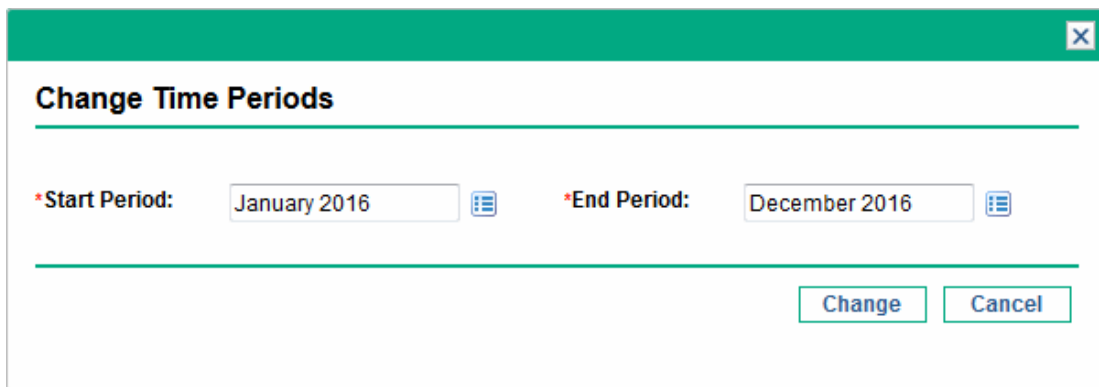 Change Time Periods
*Start Period: January 2016 *End Period: December 2016
Change Cancel